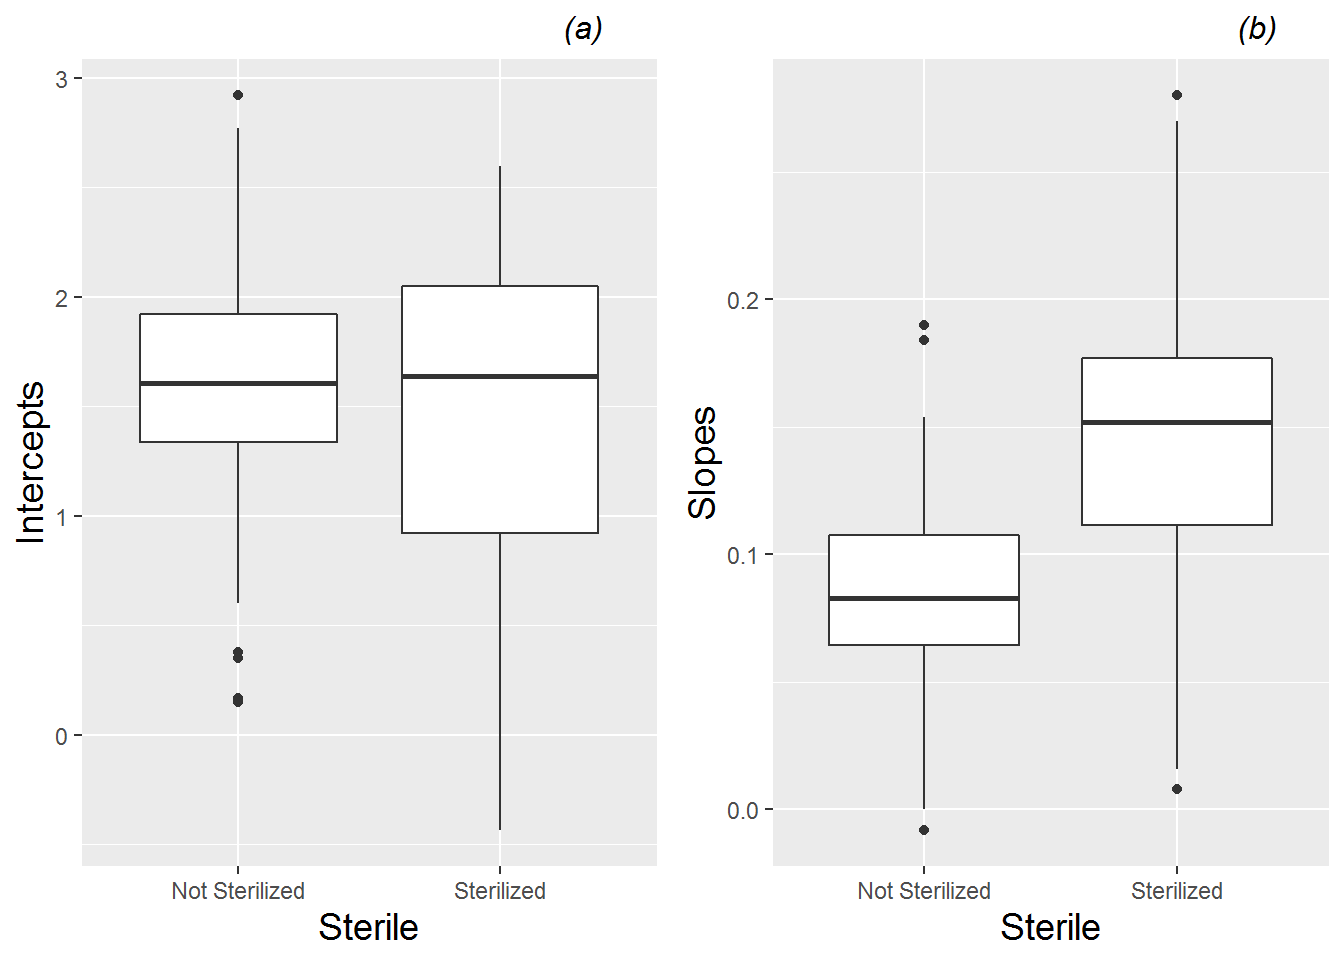 (a)
3
2
1
0
Intercepts
Not Sterilized
Sterilized
Sterile
(b)
0.2
0.1
0.0
Slopes
Not Sterilized
Sterilized
Sterile